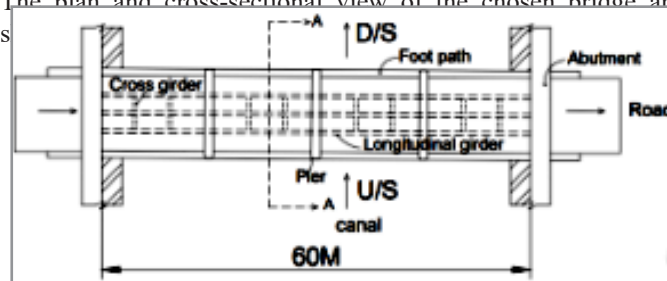 The plan and cross-sectional view of the chosen bridge
s
A
D/S
Foot path
Abutment
Cross girder
Road
Longitudinal girder
Pier
U/S
A
canal
60M